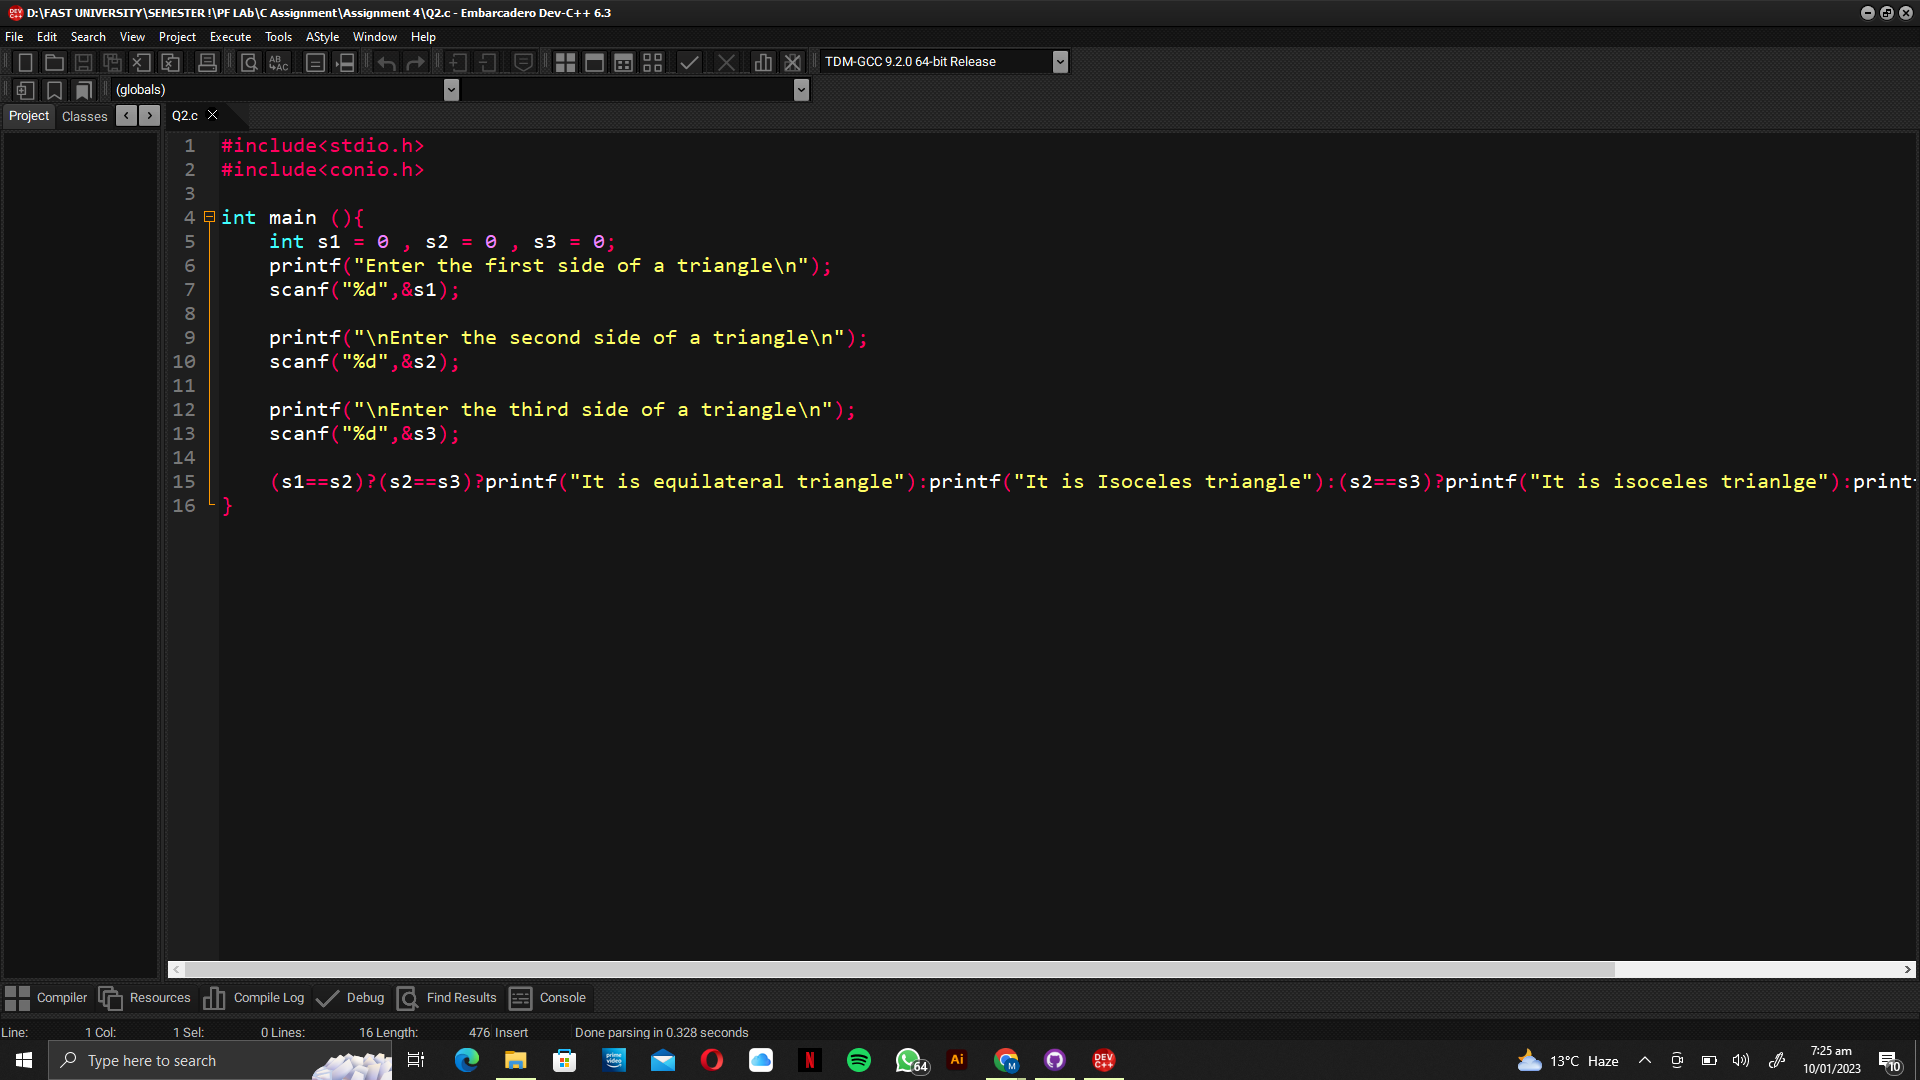 D:\FAST UNIVERSITY\SEMESTER !\PF LAb\C Assignment\Assignment 4\Q2.c - Embarcadero Dev-C++ 6.3
File Edit Search View Project Execute Tools AStyle Window Help
TDM-GCC 9.2.0 64-bit Release
(globals)
Project Classes Q2.c
1 #include<stdio.h>
2 #include<conio.h>
3
4 int main (){
5 int s1 = 0 , s2 = 0 , s3 = 0;
6 printf("Enter the first side of a triangle\n");
7 scanf("%d",&s1);
8
9 printf("\nEnter the second side of a triangle\n");
10 scanf("%d",&s2);
11
12 printf("\nEnter the third side of a triangle\n");
13 scanf("%d",&s3);
14
15 (s1==s2)?(s2==s3)?printf("It is equilateral triangle"):printf("It is Isoceles triangle"):(s2==s3)?printf("It is isoceles trianlge"):print
16 }
Compiler Resources Compile Log Debug Find Results Console
Line: 1 Col: 1 Sel: 0 Lines: 16 Length: 476 Insert Done parsing in 0.328 seconds
Type here to search
prime video
N
64
Ai
M
DEV C++
13°C Haze
7:25 am
10/01/2023
10